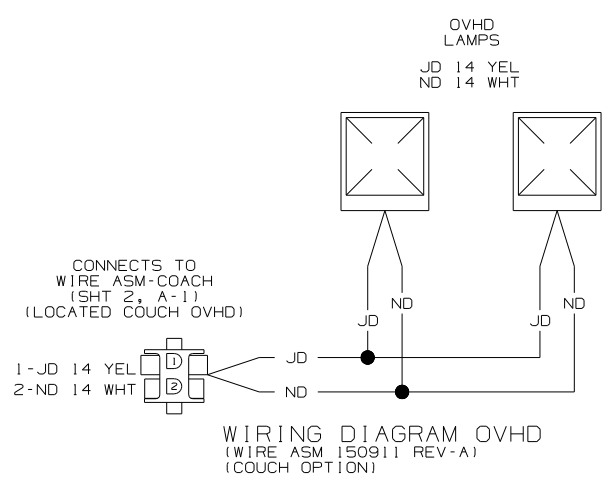 OVHD
LAMPS
JD 14 YEL
ND 14 WHT
CONNECTS TO
WIRE ASM-COACH
(SHT 2, A-1)
(LOCATED COUCH OVHD)
ND
ND
JD
JD
1-JD 14 YEL
2-ND 14 WHT
1
2
JD
ND
WIRING DIAGRAM OVHD
(WIRE ASM 150911 REV-A)
(COUCH OPTION)